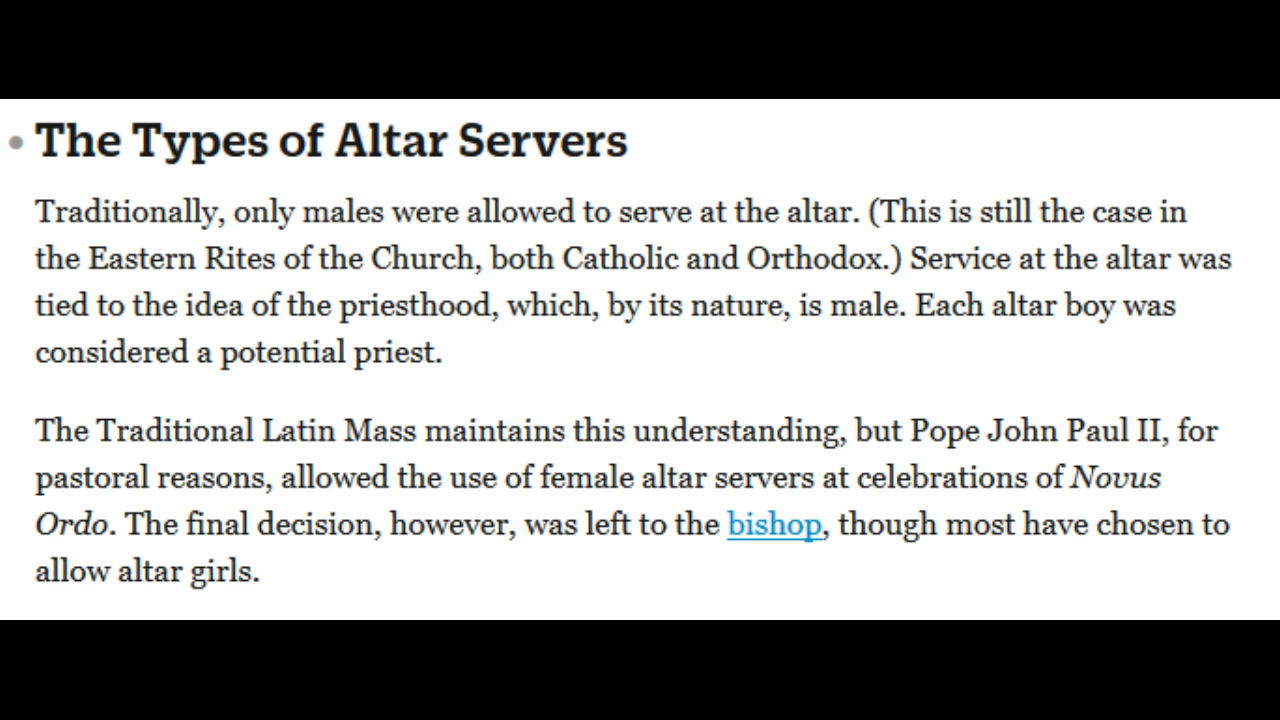 The Types of Altar Servers
Traditionally, only males were allowed to serve at the altar. (This is still the case in
the Eastern Rites of the Church, both Catholic and Orthodox.) Service at the altar was
tied to the idea of the priesthood, which, by its nature, is male. Each altar boy was
considered a potential priest.
The Traditional Latin Mass maintains this understanding, but Pope John Paul II, for
pastoral reasons, allowed the use of female altar servers at celebrations of Novus
Ordo. The final decision, however, was left to the bishop, though most have chosen to
allow altar girls.